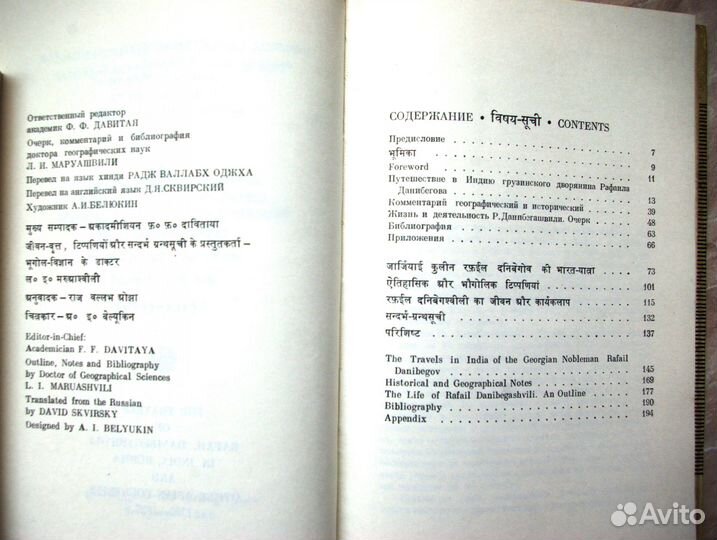 Ответственный редактор
академик Ф. Ф. ДАВИТАЯ
Очерк, комментарий и библиография
доктора географических наук
Л. И. МАРУАШВИЛИ
Перевод на язык хинди РАДЖ ВАЛЛАБХ ОДЖХА
Перевод на английский язык Д.Я.СКВИРСКИЙ
Художник А.И.БЕЛЮКИН
मुख्य सम्पादक – अकादमीशियन फ़० फ़० दाविताया
जीवन-वृत्त, टिप्पणियों और सन्दर्भ ग्रन्थसूची के प्रस्तुतकर्ता –
भूगोल-विज्ञान के डाक्टर
ल० इ० मरुआश्वीली
अनुवादक – राज वल्लभ ओझा
चित्रकार – अ० इ० बेल्यूकिन
Editor-in-Chief:
Academician F. F. DAVITAYA
Outline, Notes and Bibliography
by Doctor of Geographical Sciences
L. I. MARUASHVILI
Translated from the Russian
by DAVID SKVIRSKY
Designed by A. I. BELYUKIN
СОДЕРЖАНИЕ • विषय-सूची • CONTENTS
Предисловие 7
भूमिका 9
Foreword 11
Путешествие в Индию грузинского дворянина Рафаила
Данибегова 13
Комментарий географический и исторический 39
Жизнь и деятельность Р.Данибегашвили. Очерк 48
Библиография 63
Приложения 66
जार्जियाई कुलीन रफ़ईल दनिबेगोव की भारत-यात्रा 73
ऐतिहासिक और भौगोलिक टिप्पणियां 101
रफ़ईल दनिबेगश्वीली का जीवन और कार्यकलाप 115
सन्दर्भ-ग्रन्थसूची 132
परिशिष्ट 137
The Travels in India of the Georgian Nobleman Rafail
Danibegov 145
Historical and Geographical Notes 169
The Life of Rafail Danibegashvili. An Outline 177
Bibliography 190
Appendix 194
Avito